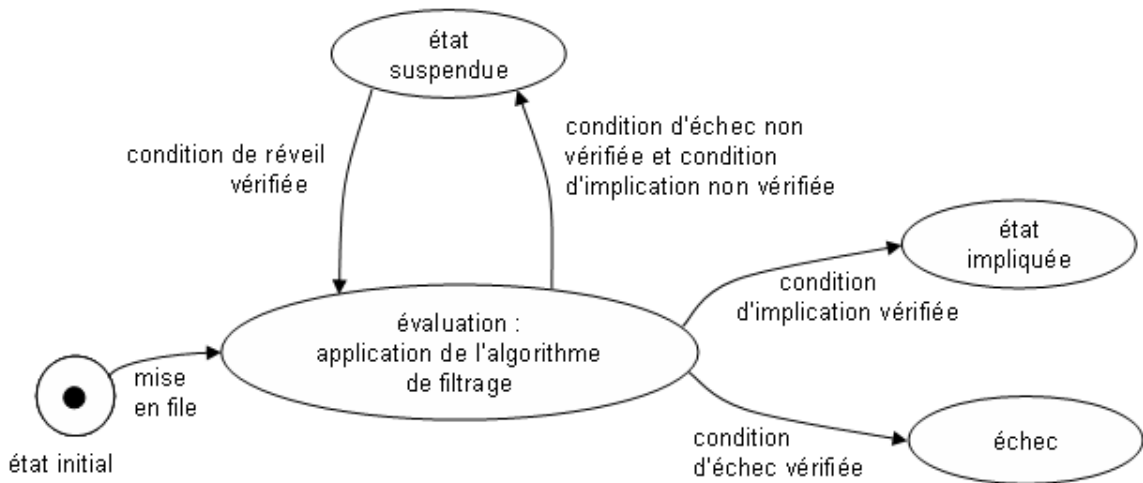 état
suspendue
condition de réveil
vérifiée
condition d'échec non
vérifiée et condition
d'implication non vérifiée
état
impliquée
condition
d'implication vérifiée
évaluation :
application de l'algorithme
de filtrage
mise
en file
état initial
condition
d'échec vérifiée
échec